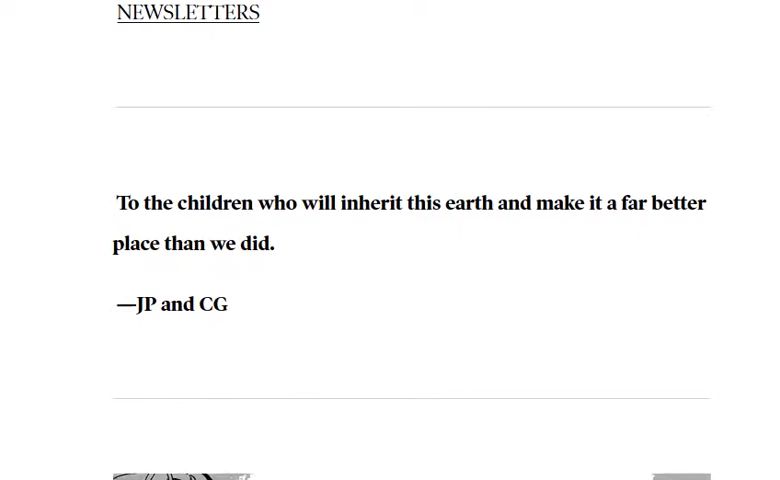 NEWSLETTERS
To the children who will inherit this earth and make it a far better
place than we did.
—JP and CG